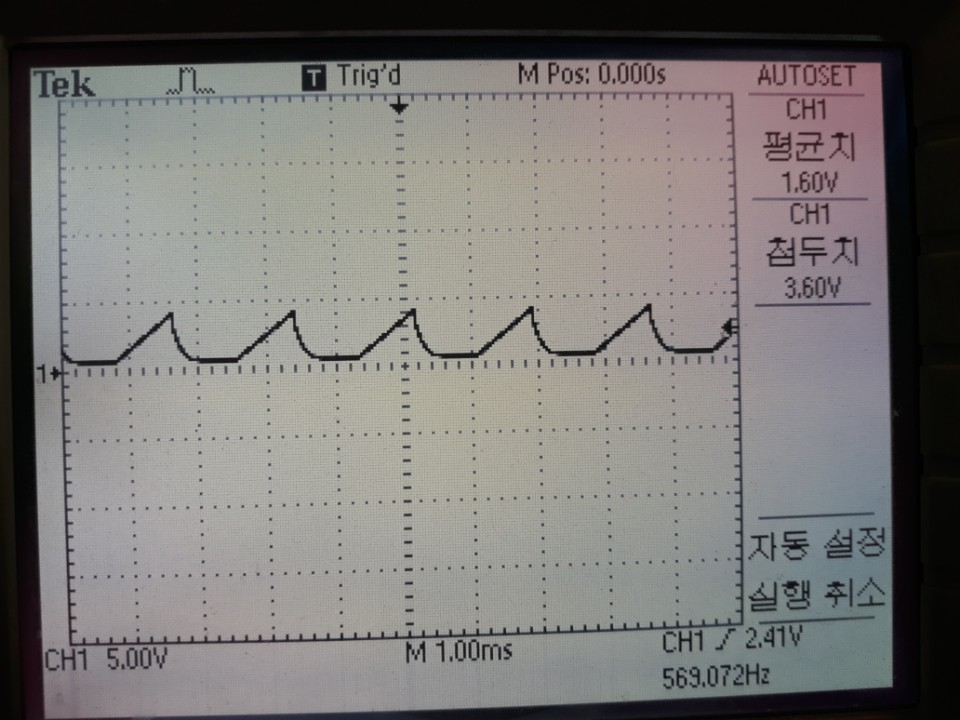 Tek
T Trig'd
M Pos: 0.000s
AUTOSET
CH1
평균치
1.60V
CH1
첨두치
3.60V
1
자동 설정
실행 취소
CH1 5.00V
M 1.00ms
CH1 2.41V
569.072Hz